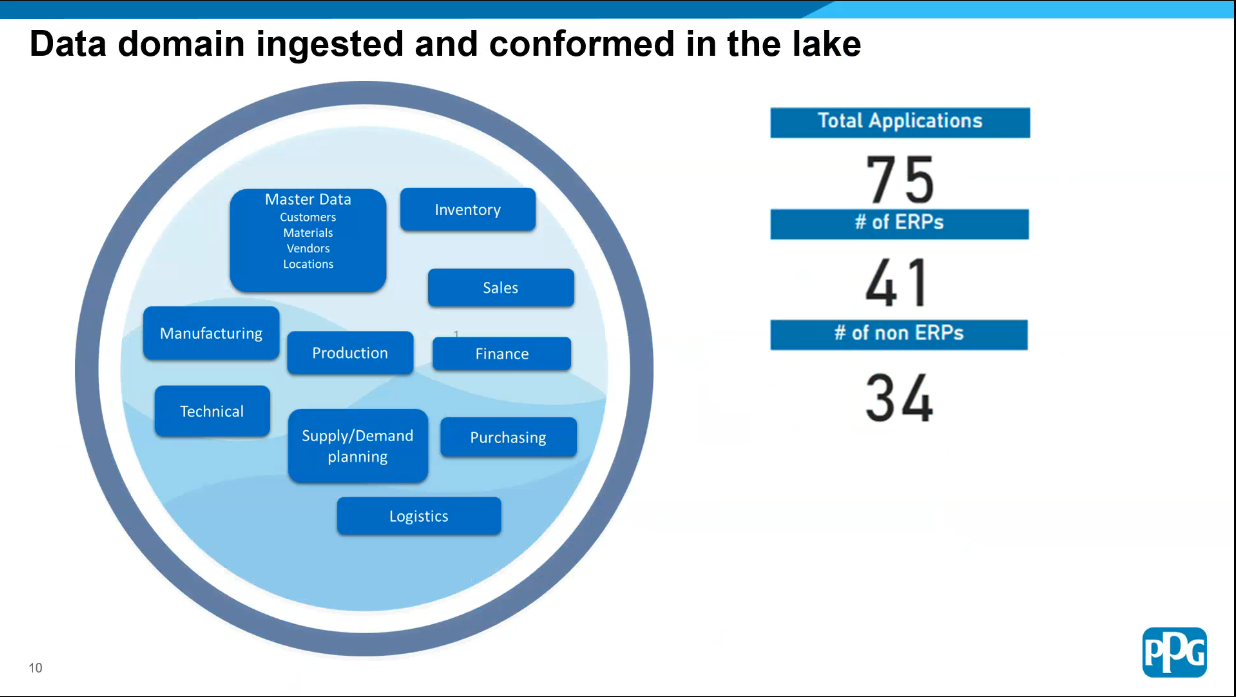 Data domain ingested and conformed in the lake
Master Data
Customers
Materials
Vendors
Locations
Inventory
Sales
Manufacturing
Production
1
Finance
Technical
Supply/Demand
planning
Purchasing
Logistics
Total Applications
75
# of ERPs
41
# of non ERPs
34
10
PPG